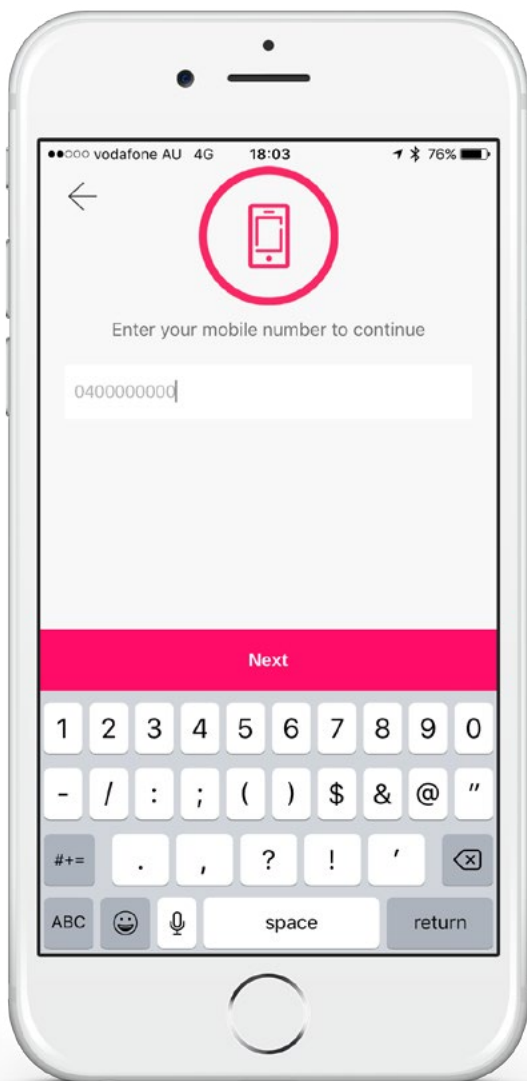 vodafone AU 4G 18:03 76%
Enter your mobile number to continue
0400000000
Next
1 2 3 4 5 6 7 8 9 0
- / : ; ( ) $ & @ "
#+= . , ? ! '
ABC space return